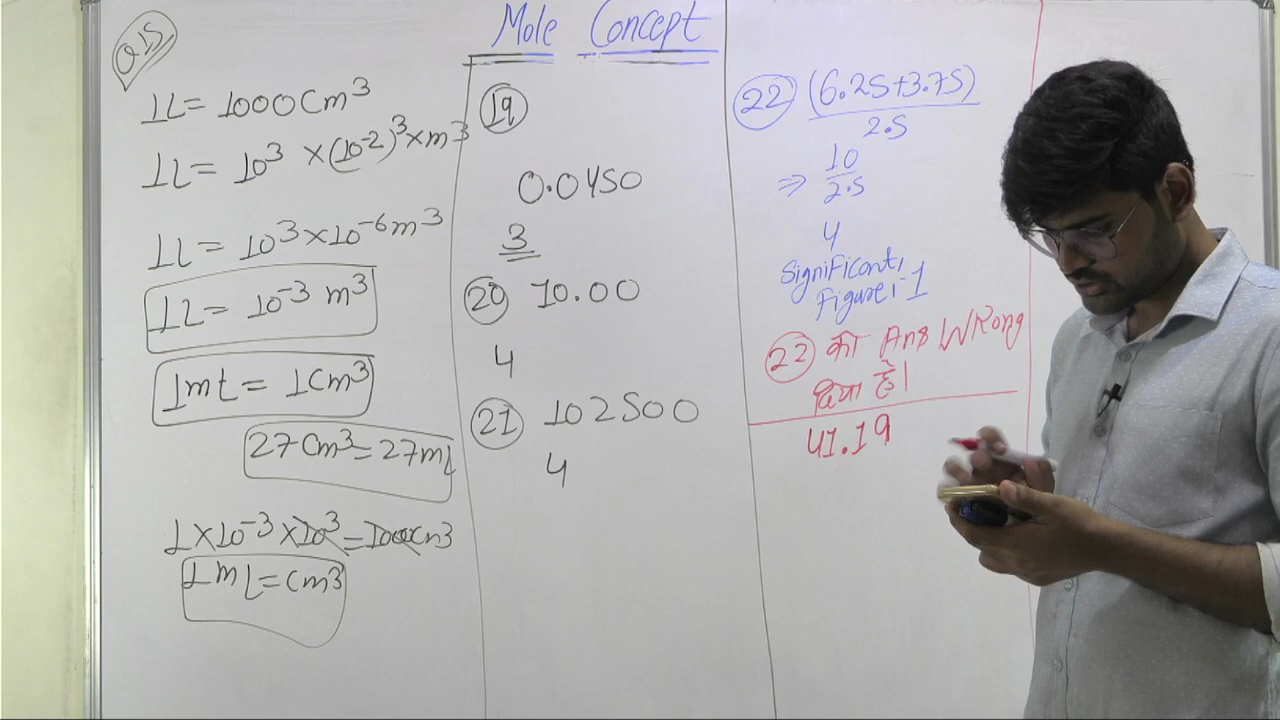 Mole Concept
Q.15
1L = 1000 Cm³
1L = 10³ × (10⁻²)³ × m³
1L = 10³ × 10⁻⁶ m³
1L = 10⁻³ m³
1mL = 1Cm³
27 Cm³ = 27mL
1 × 10⁻³ × 10³ = 1000 Cm³
1mL = Cm³
19
0.0450
3
20 10.00
4
21 102500
4
22 (6.25+3.75)
2.5
⇒ 10
2.5
4
Significant,
Figure:- 1
22 का Ans WRong
दिया है।
41.19